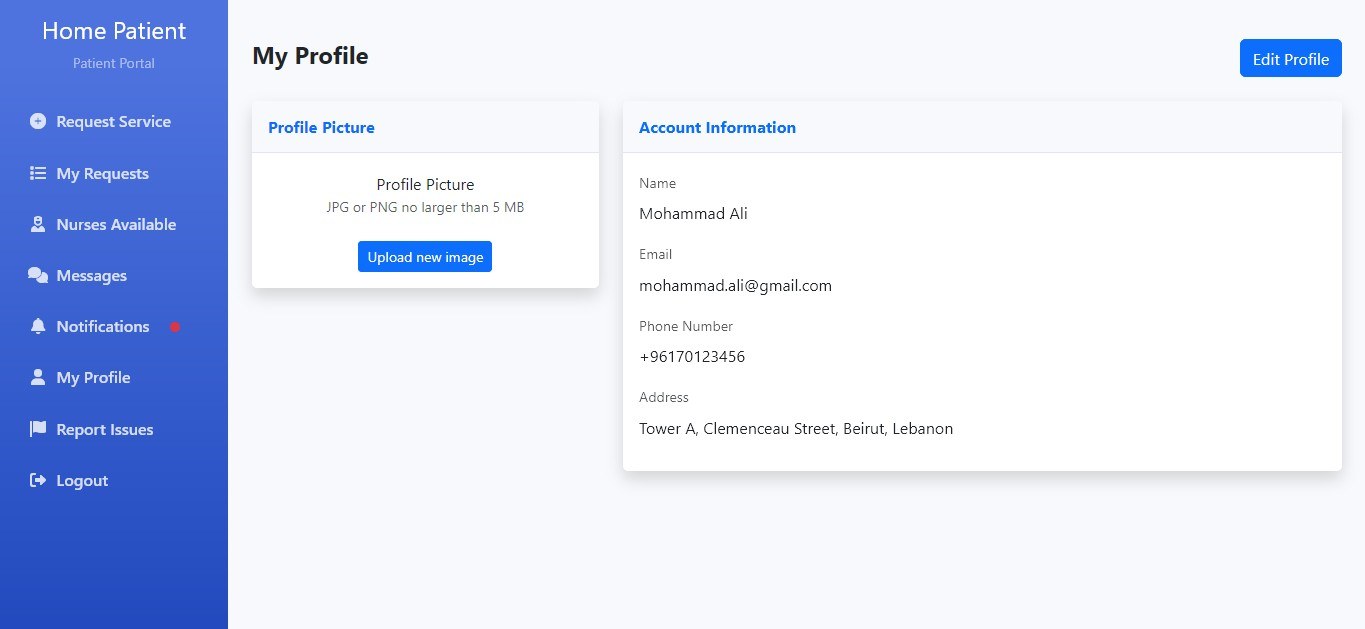 Home Patient
Patient Portal
Request Service
My Requests
Nurses Available
Messages
Notifications
My Profile
Report Issues
Logout
My Profile
Edit Profile
Profile Picture
Profile Picture
JPG or PNG no larger than 5 MB
Upload new image
Account Information
Name
Mohammad Ali
Email
mohammad.ali@gmail.com
Phone Number
+96170123456
Address
Tower A, Clemenceau Street, Beirut, Lebanon